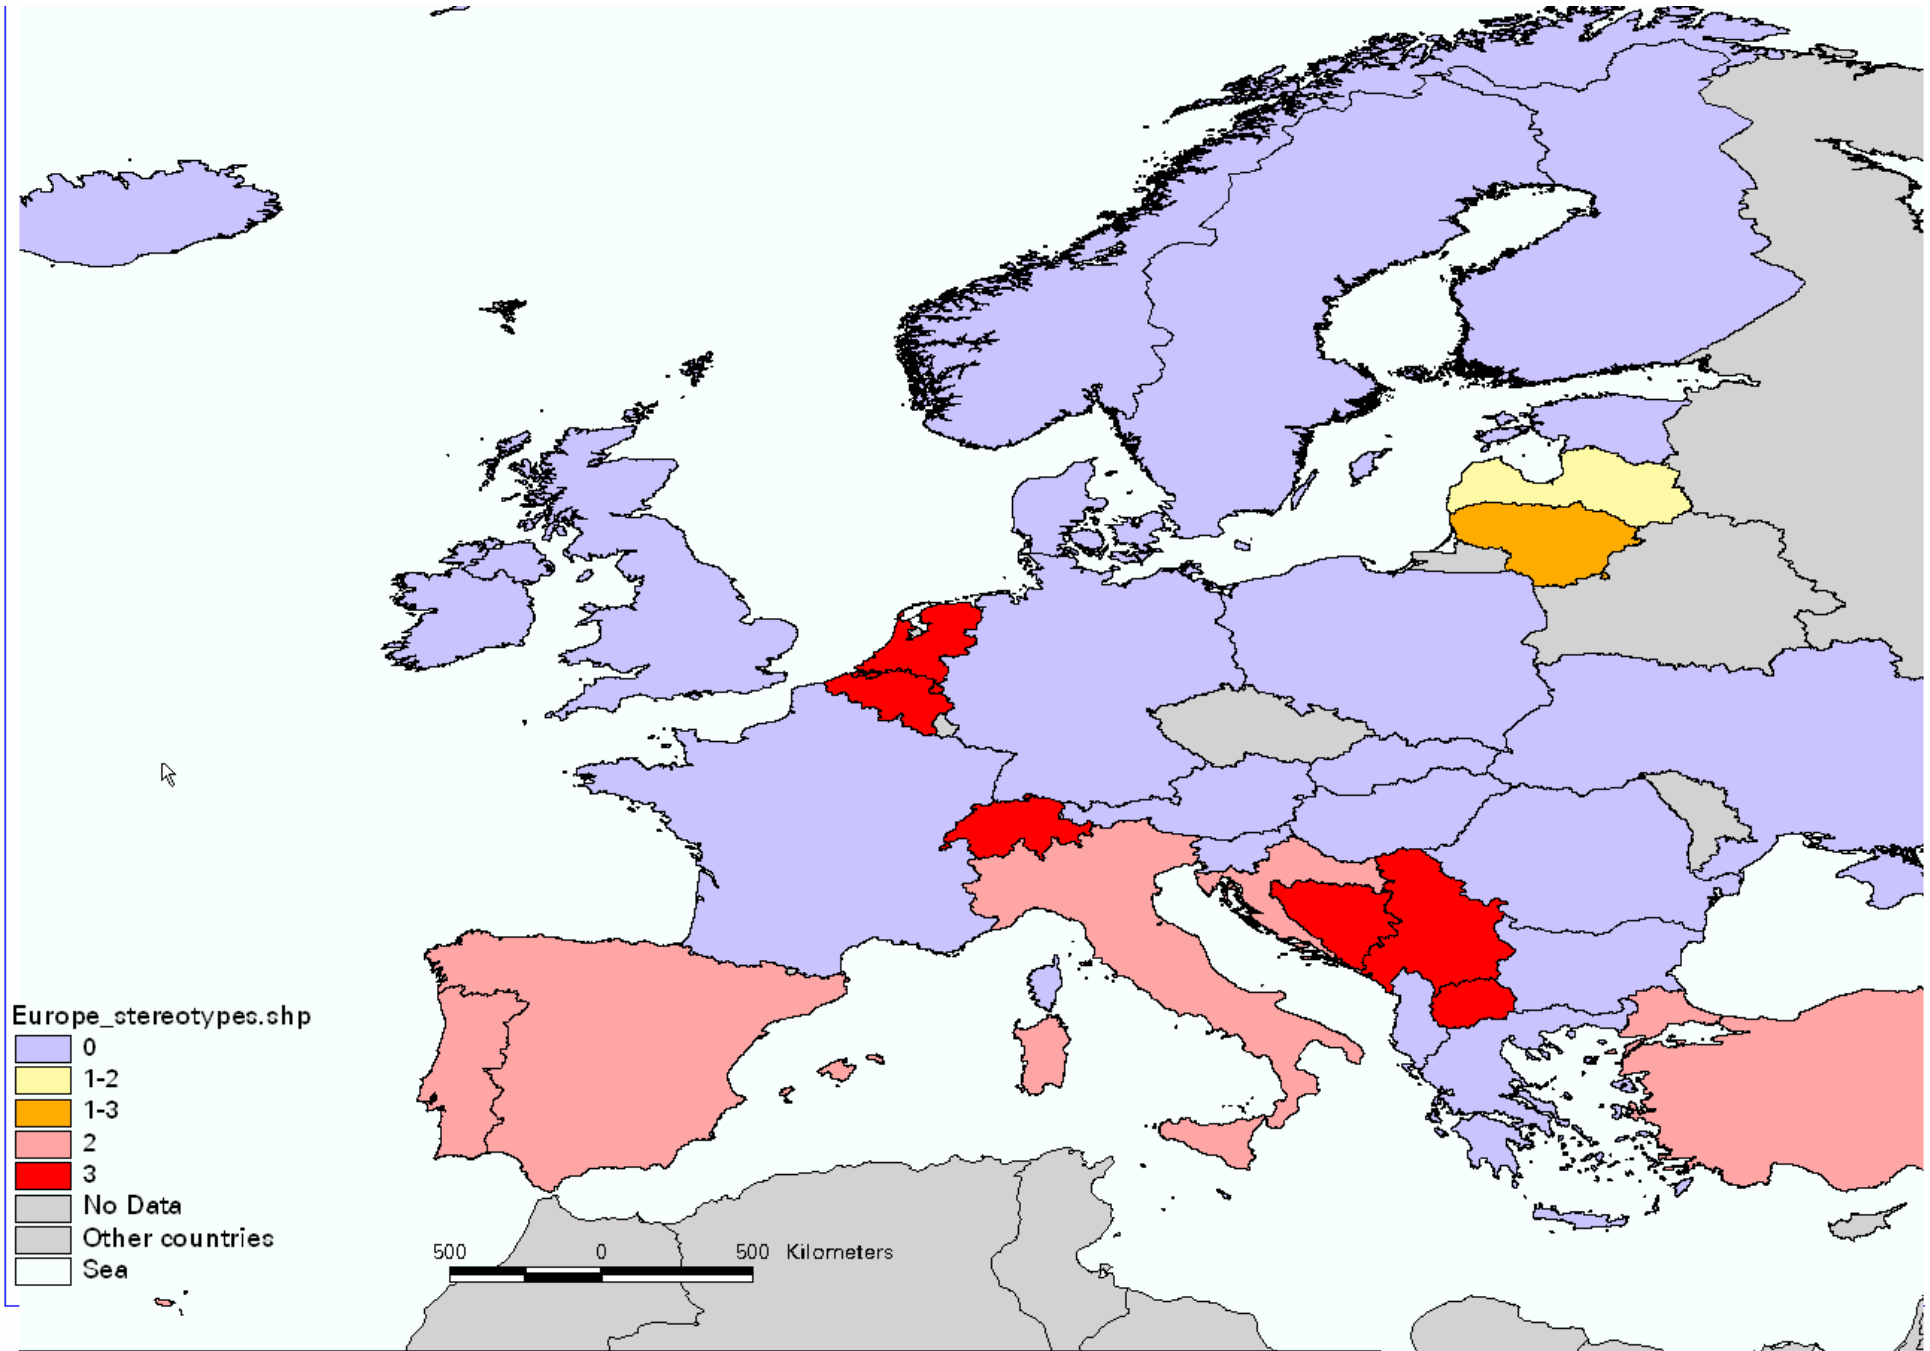 Europe_stereotypes.shp
0
1-2
1-3
2
3
No Data
Other countries
Sea
500 0 500 Kilometers